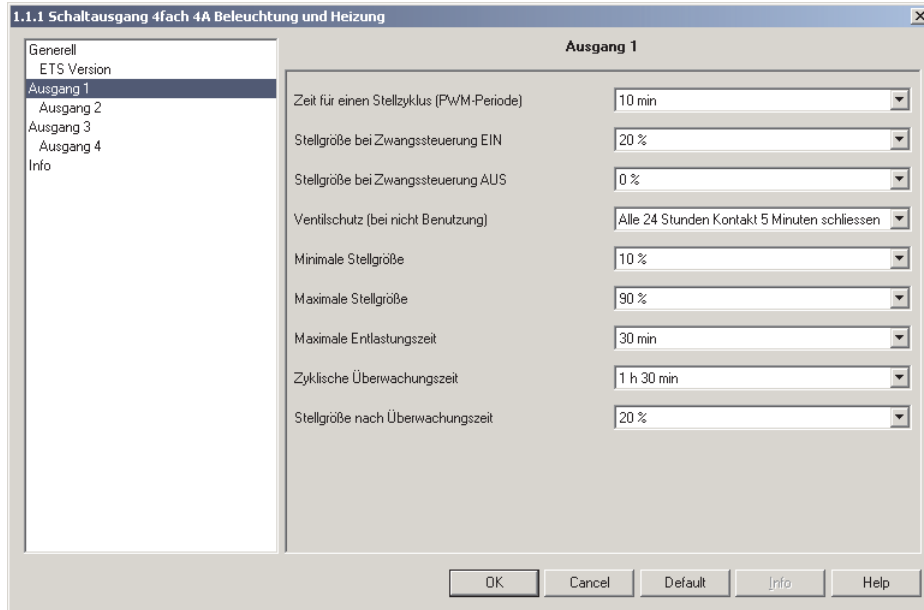 1.1.1 Schaltausgang 4fach 4A Beleuchtung und Heizung
Generell
ETS Version
Ausgang 1
Ausgang 2
Ausgang 3
Ausgang 4
Info
Ausgang 1
Zeit für einen Stellzyklus (PWM-Periode) 10 min
Stellgröße bei Zwangssteuerung EIN 20 %
Stellgröße bei Zwangssteuerung AUS 0 %
Ventilschutz (bei nicht Benutzung) Alle 24 Stunden Kontakt 5 Minuten schliessen
Minimale Stellgröße 10 %
Maximale Stellgröße 90 %
Maximale Entlastungszeit 30 min
Zyklische Überwachungszeit 1 h 30 min
Stellgröße nach Überwachungszeit 20 %
OK Cancel Default Info Help